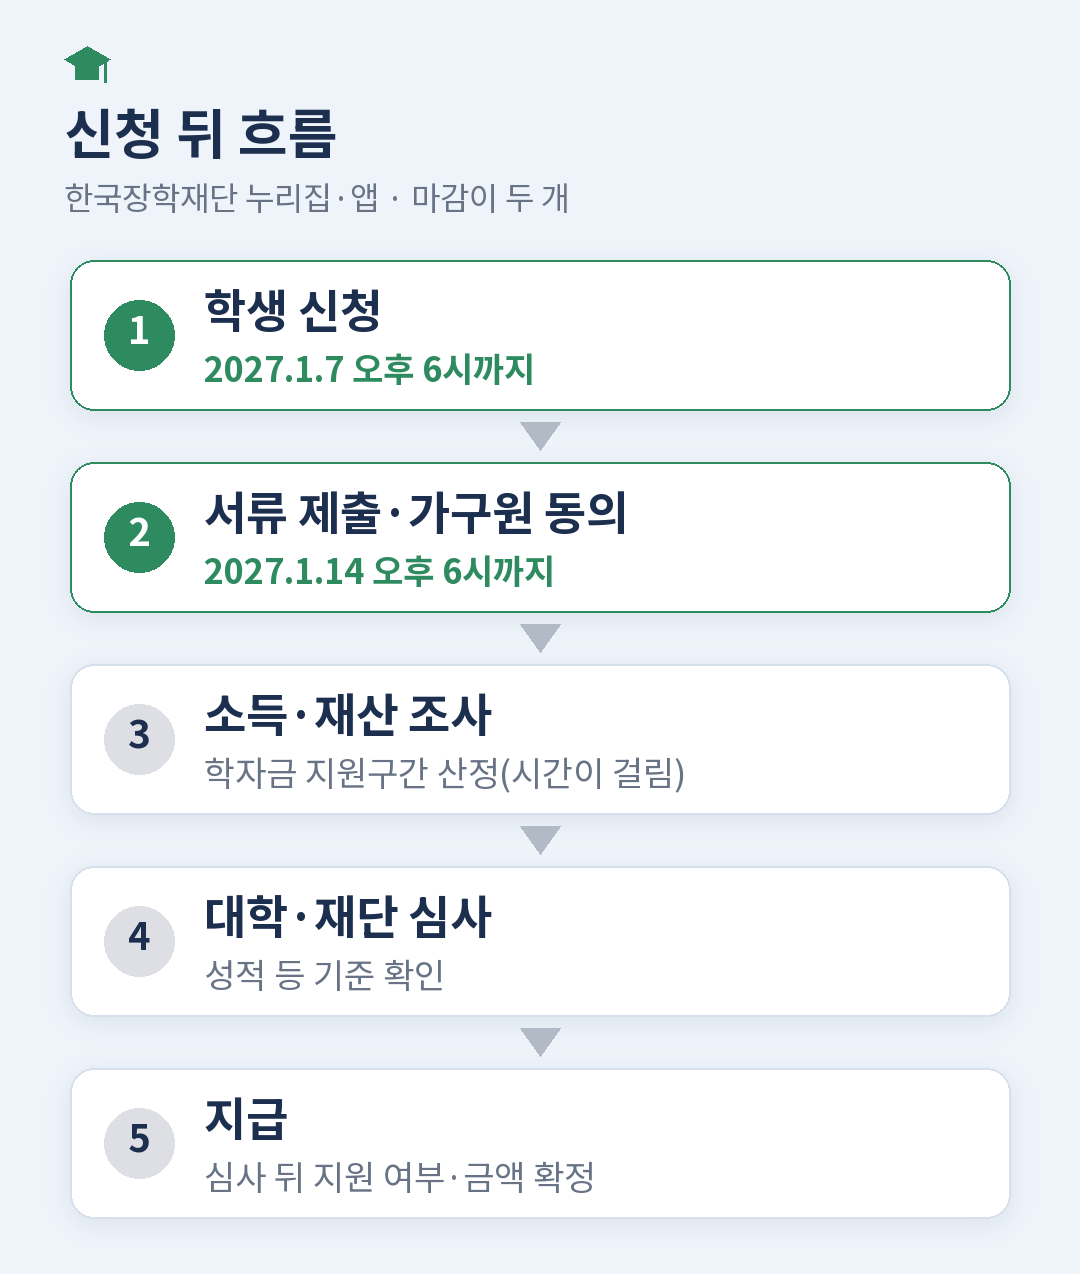 신청 뒤 흐름
한국장학재단 누리집·앱 · 마감이 두 개
1
학생 신청
2027.1.7 오후 6시까지
2
서류 제출·가구원 동의
2027.1.14 오후 6시까지
3
소득·재산 조사
학자금 지원구간 산정(시간이 걸림)
4
대학·재단 심사
성적 등 기준 확인
5
지급
심사 뒤 지원 여부·금액 확정